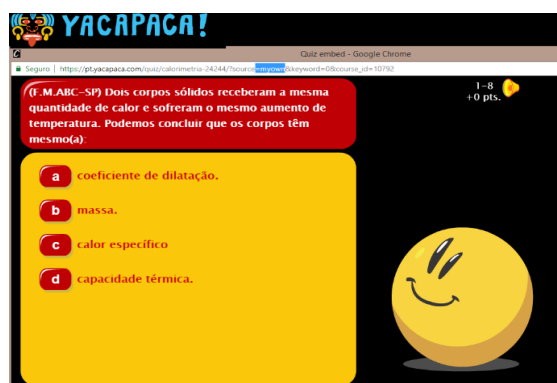 YACAPACA!
Quiz embed - Google Chrome
Seguro | https://pt.yacapaca.com/quiz/calorimetria-24244/?source=myown&keyword=0&course_id=10792
(F.M.ABC-SP) Dois corpos sólidos receberam a mesma
quantidade de calor e sofreram o mesmo aumento de
temperatura. Podemos concluir que os corpos têm
mesmo(a):
1-8
+0 pts.
a coeficiente de dilatação.
b massa.
c calor específico
d capacidade térmica.